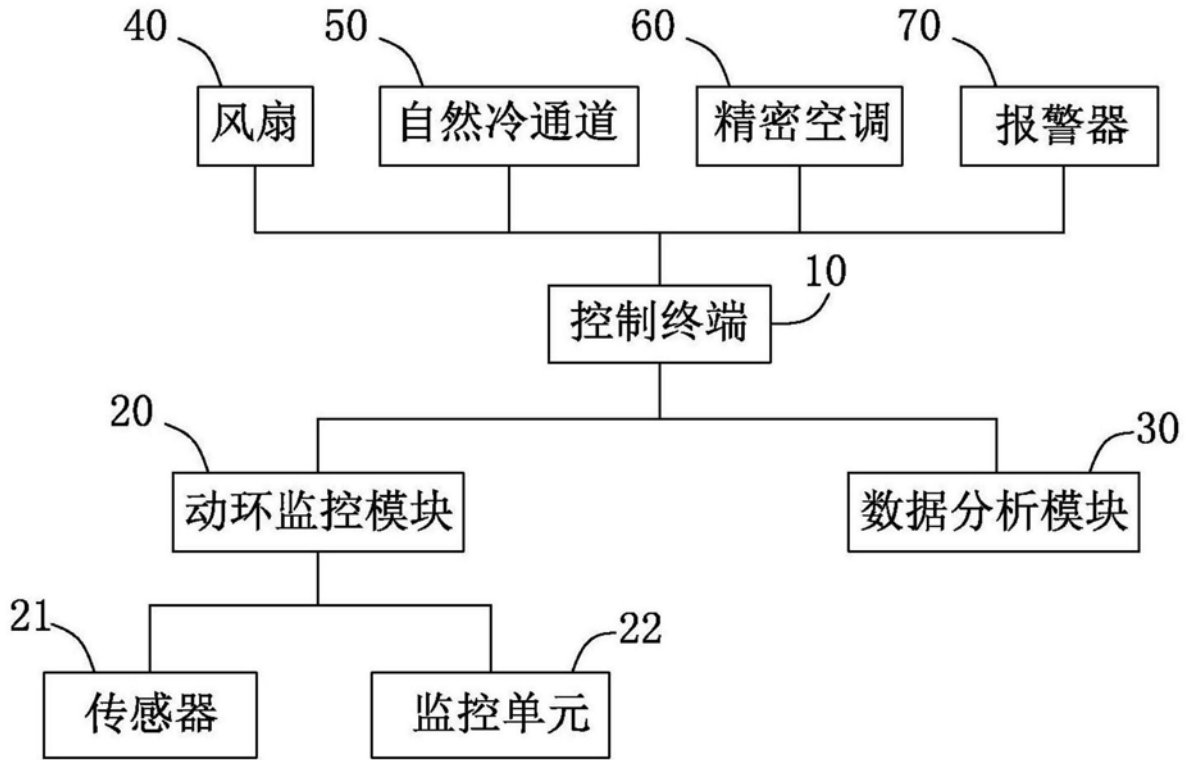 40 50 60 70
风扇 自然冷通道 精密空调 报警器
10
控制终端
20 30
动环监控模块 数据分析模块
21 22
传感器 监控单元